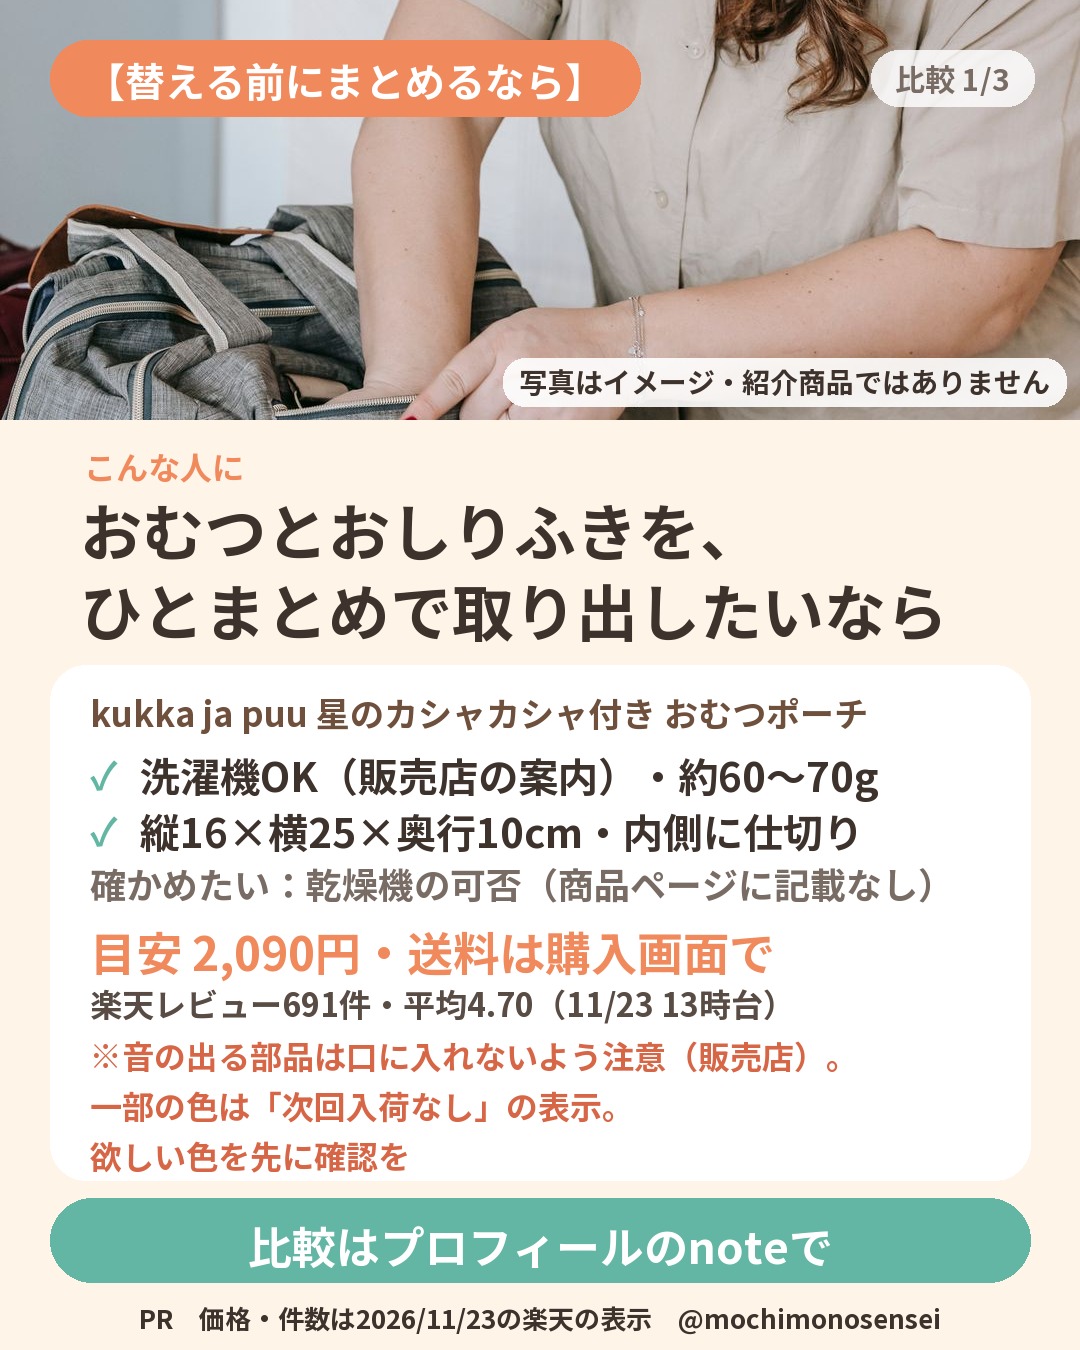 【替える前にまとめるなら】
比較 1/3
写真はイメージ・紹介商品ではありません
こんな人に
おむつとおしりふきを、
ひとまとめで取り出したいなら
kukka ja puu 星のカシャカシャ付き おむつポーチ
✓ 洗濯機OK（販売店の案内）・約60〜70g
✓ 縦16×横25×奥行10cm・内側に仕切り
確かめたい：乾燥機の可否（商品ページに記載なし）
目安 2,090円・送料は購入画面で
楽天レビュー691件・平均4.70（11/23 13時台）
※音の出る部品は口に入れないよう注意（販売店）。
一部の色は「次回入荷なし」の表示。
欲しい色を先に確認を
比較はプロフィールのnoteで
PR　価格・件数は2026/11/23の楽天の表示　@mochimonosensei